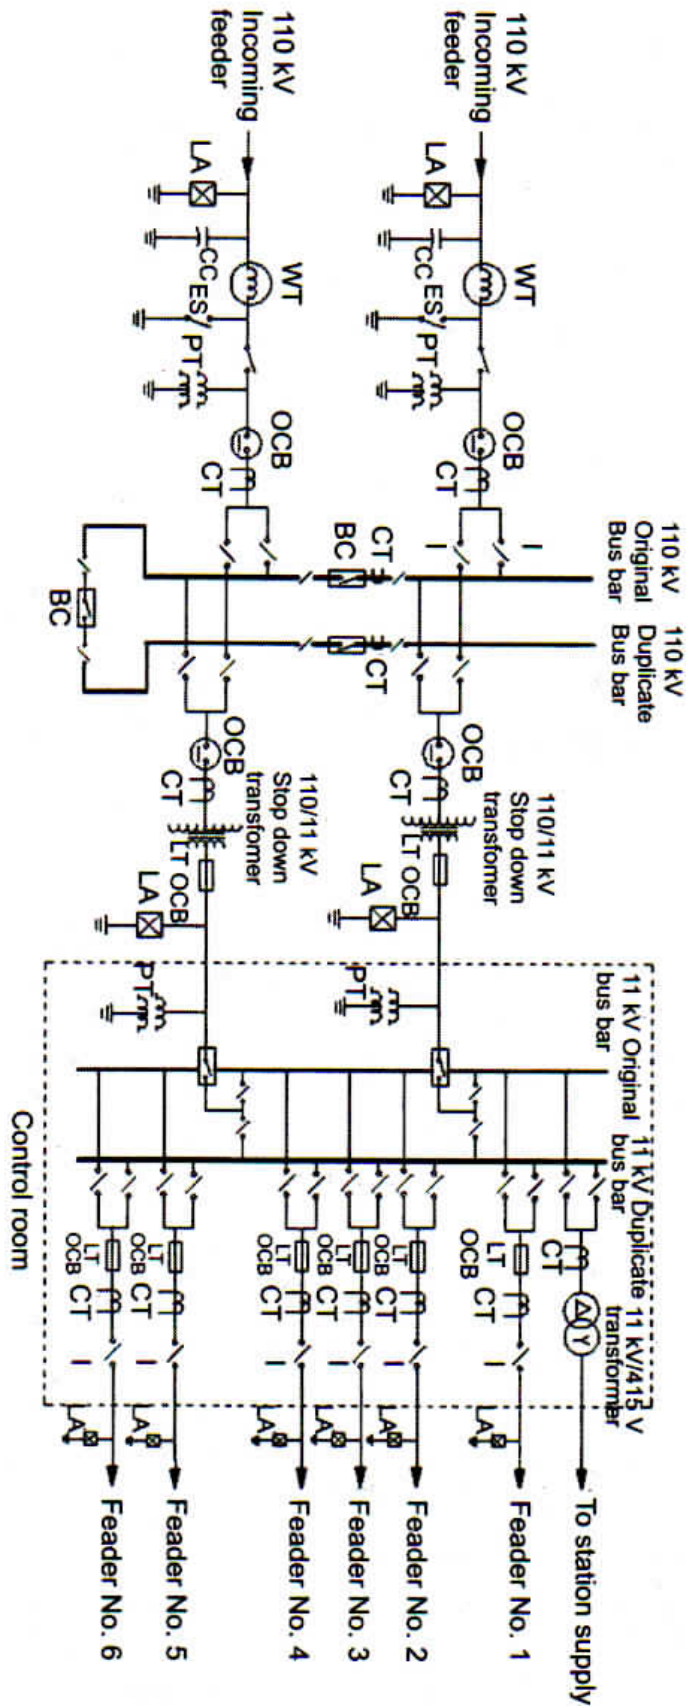 110 kV
Incoming
feeder
110 kV
Incoming
feeder
LA
CC
WT
ES
PT
OCB
CT
LA
CC
WT
ES
PT
OCB
CT
110 kV
Original
Bus bar
110 kV
Duplicate
Bus bar
I
I
CT
BC
CT
BC
OCB
CT
110/11 kV
Stop down
transfomer
LT OCB
LA
PT
OCB
CT
110/11 kV
Stop down
transfomer
LT OCB
LA
PT
11 kV Original
bus bar
11 kV Duplicate
bus bar
11 kV/415 V
transformer
CT
Δ
Y
To station supply
LT
OCB
CT
I
LA
Feader No. 1
LT
OCB
CT
I
LA
Feader No. 2
LT
OCB
CT
I
LA
Feader No. 3
LT
OCB
CT
I
LA
Feader No. 4
LT
OCB
CT
I
LA
Feader No. 5
LT
OCB
CT
I
LA
Feader No. 6
Control room